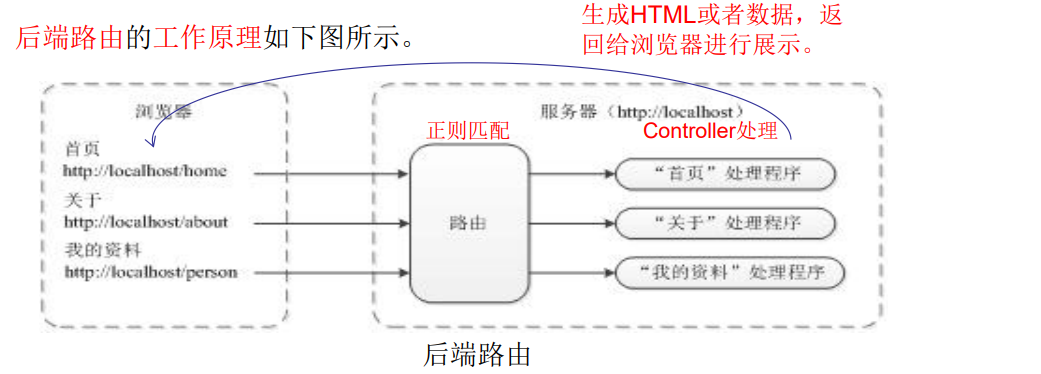 后端路由的工作原理如下图所示。
生成HTML或者数据，返
回给浏览器进行展示。
浏览器
服务器（http://localhost）
正则匹配
Controller处理
首页
http://localhost/home
关于
http://localhost/about
我的资料
http://localhost/person
路由
“首页”处理程序
“关于”处理程序
“我的资料”处理程序
后端路由